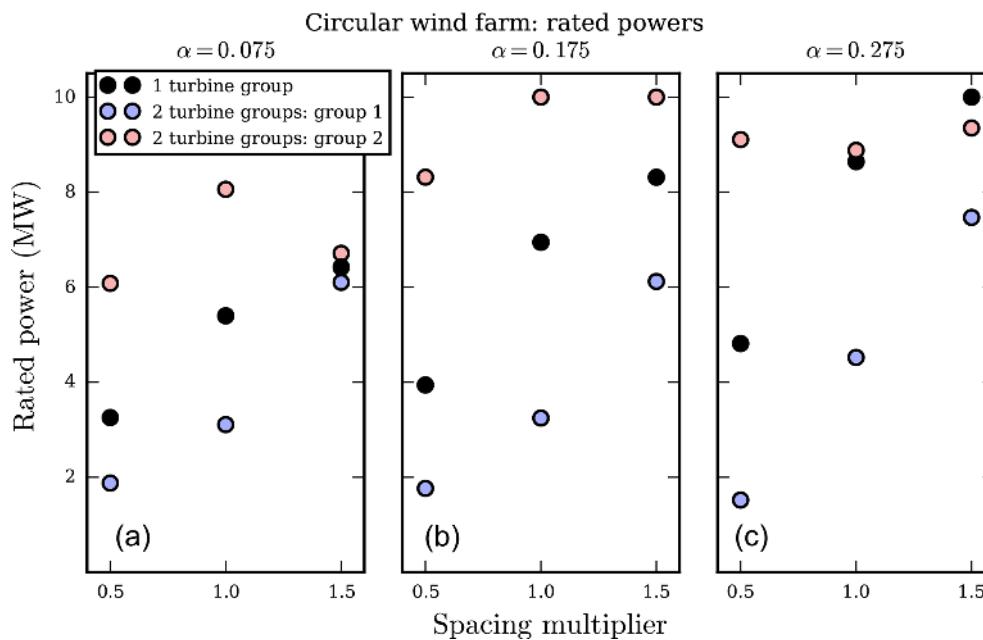 Circular wind farm: rated powers
α = 0.075
α = 0.175
α = 0.275
1 turbine group
2 turbine groups: group 1
2 turbine groups: group 2
Rated power (MW)
10
8
6
4
2
(a)
(b)
(c)
0.5 1.0 1.5
0.5 1.0 1.5
0.5 1.0 1.5
Spacing multiplier